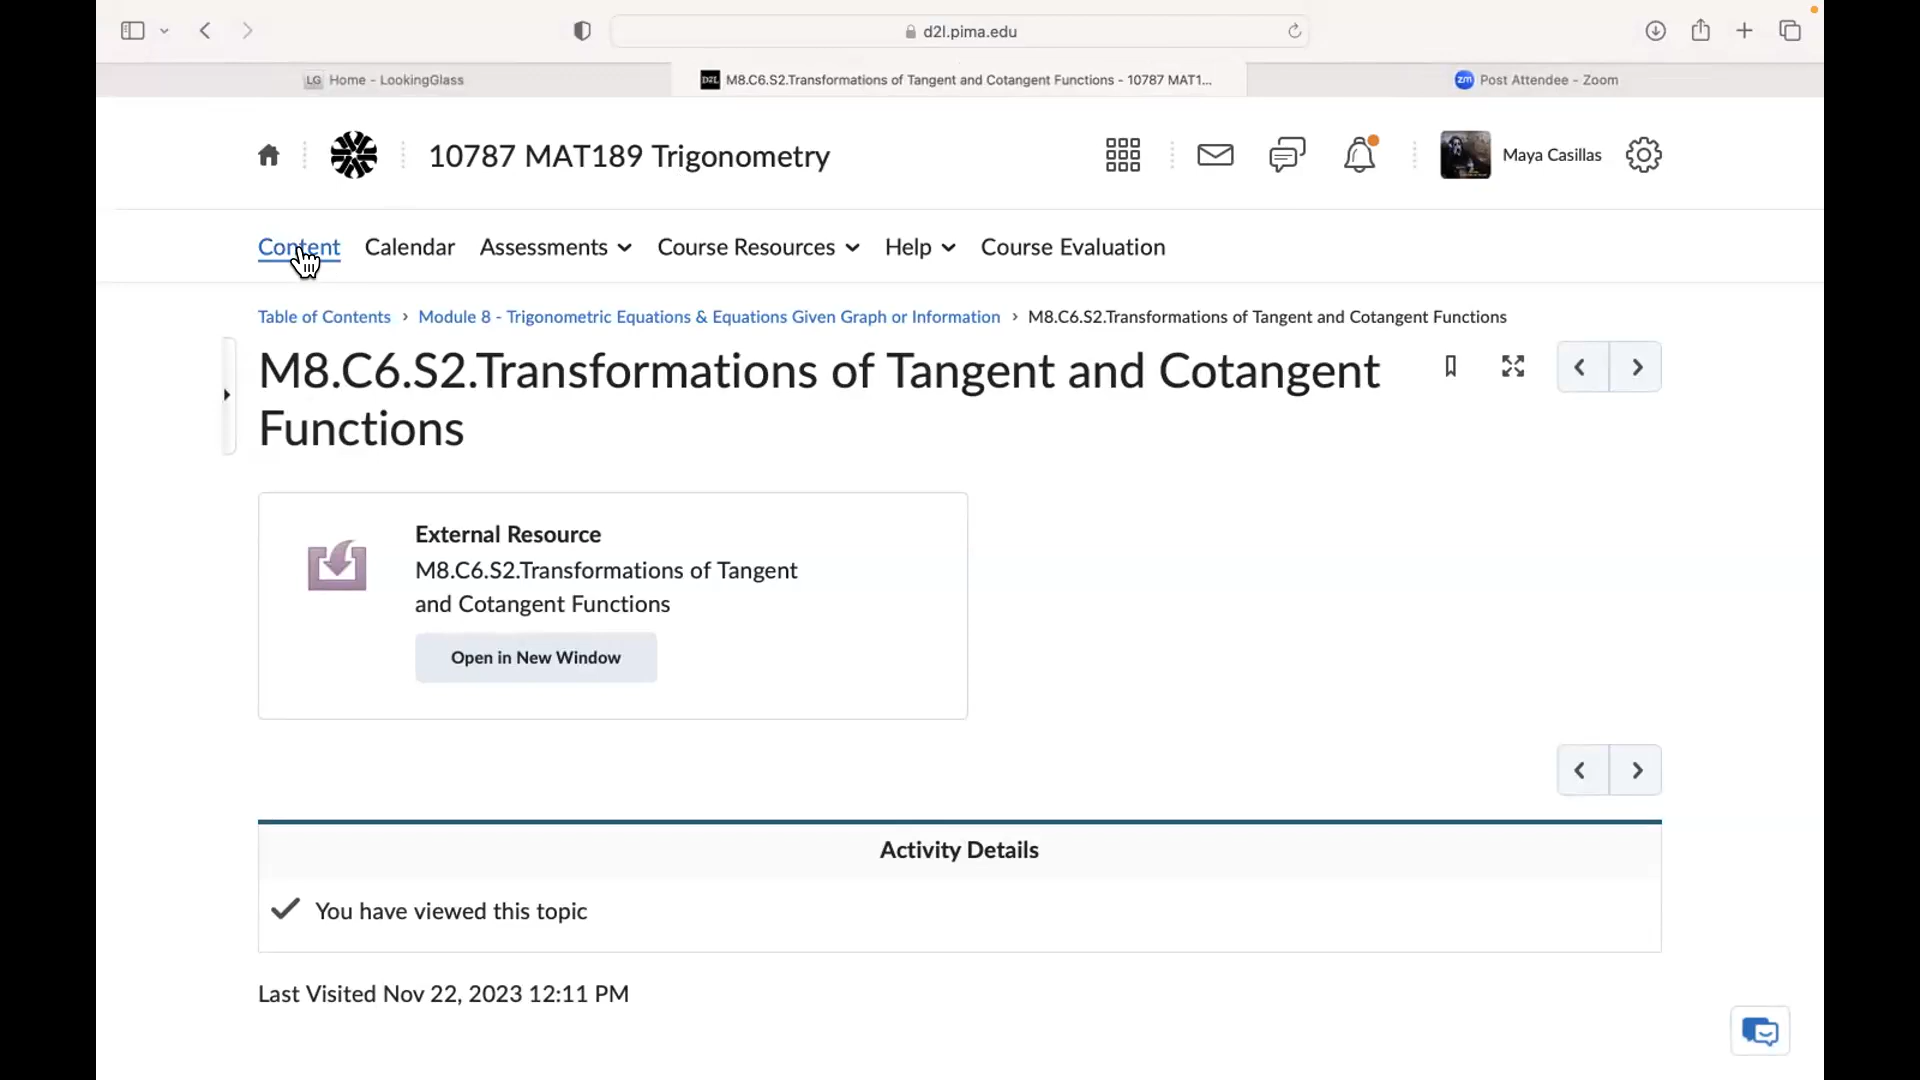 d2l.pima.edu
LG Home - LookingGlass
D2L M8.C6.S2.Transformations of Tangent and Cotangent Functions - 10787 MAT1...
zm Post Attendee - Zoom
10787 MAT189 Trigonometry
Maya Casillas
Content Calendar Assessments Course Resources Help Course Evaluation
Table of Contents › Module 8 - Trigonometric Equations & Equations Given Graph or Information › M8.C6.S2.Transformations of Tangent and Cotangent Functions
M8.C6.S2.Transformations of Tangent and Cotangent
Functions
External Resource
M8.C6.S2.Transformations of Tangent
and Cotangent Functions
Open in New Window
Activity Details
You have viewed this topic
Last Visited Nov 22, 2023 12:11 PM